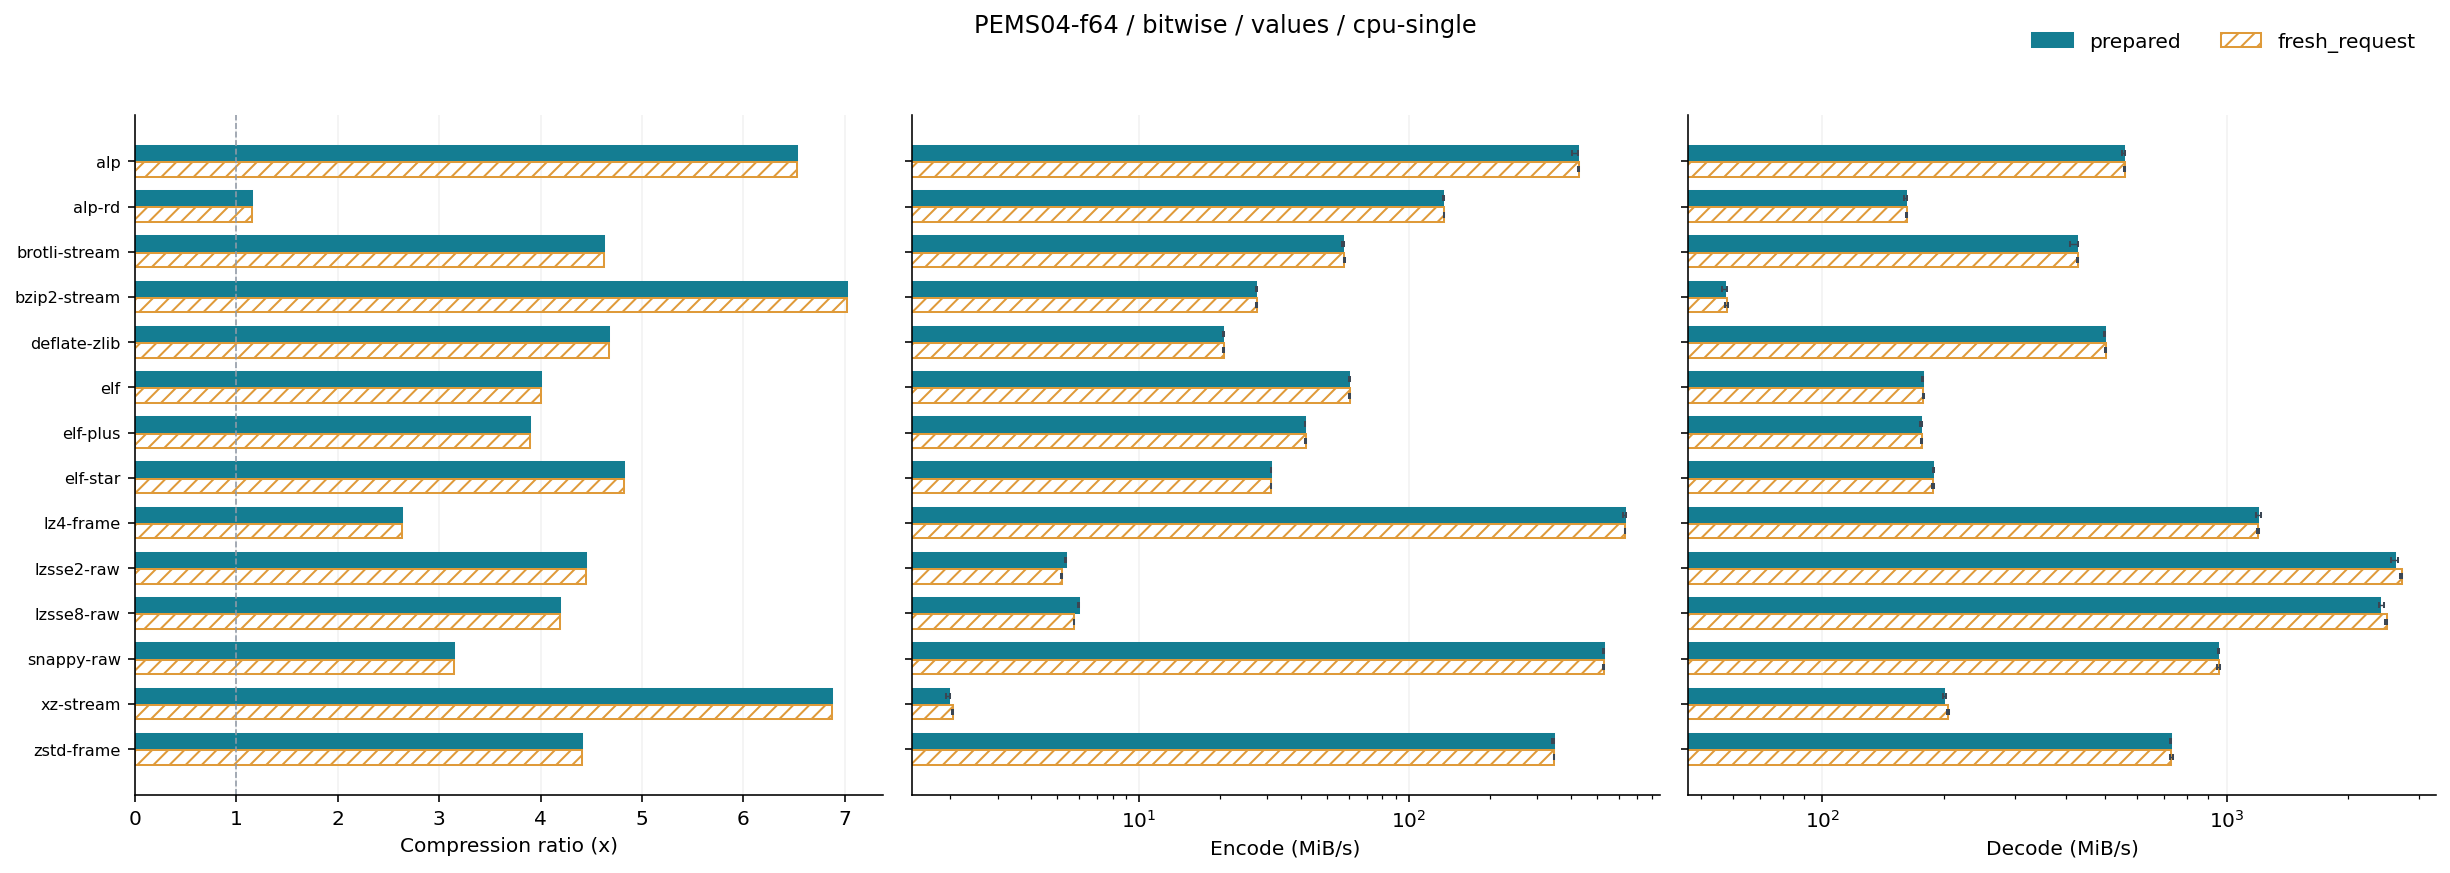 PEMS04-f64 / bitwise / values / cpu-single
prepared
fresh_request
alp
alp-rd
brotli-stream
bzip2-stream
deflate-zlib
elf
elf-plus
elf-star
lz4-frame
lzsse2-raw
lzsse8-raw
snappy-raw
xz-stream
zstd-frame
0 1 2 3 4 5 6 7
Compression ratio (x)
10¹ 10²
Encode (MiB/s)
10² 10³
Decode (MiB/s)